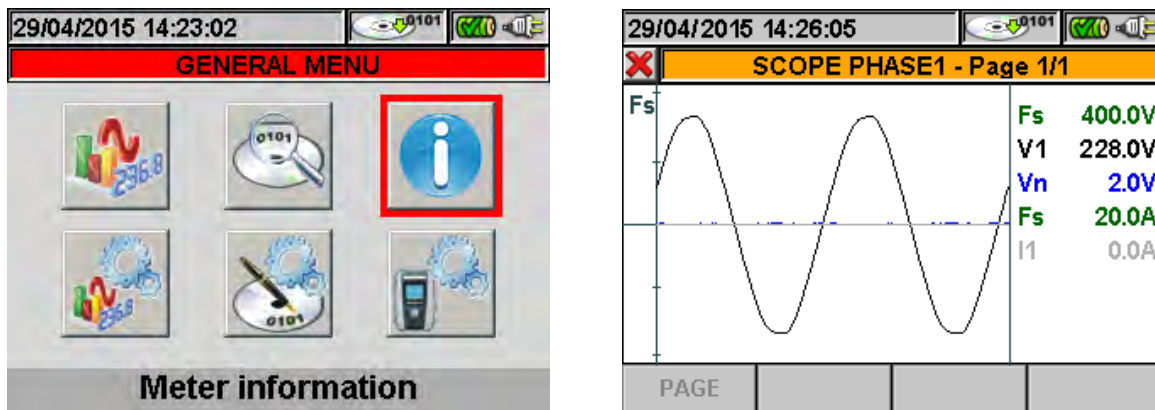 29/04/2015 14:23:02
0101
GENERAL MENU
236.8
0101
236.8
0101
Meter information
29/04/2015 14:26:05
0101
SCOPE PHASE1 - Page 1/1
Fs
Fs 400.0V
V1 228.0V
Vn 2.0V
Fs 20.0A
I1 0.0A
PAGE